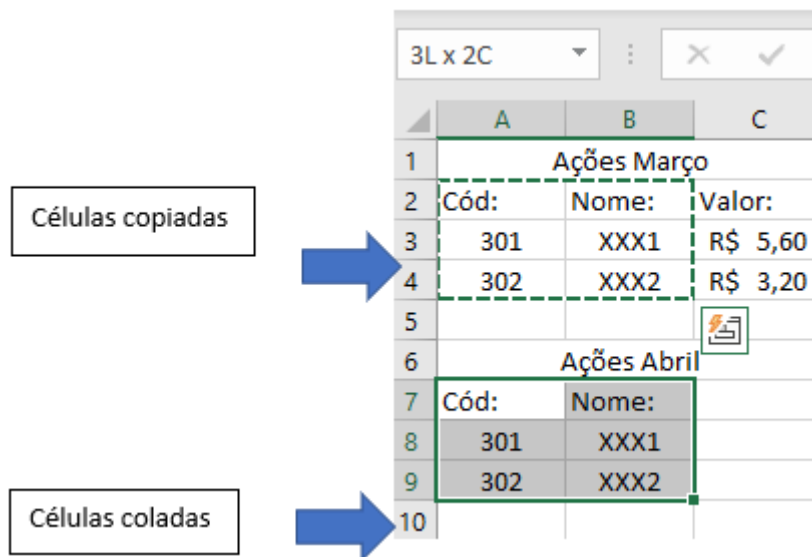 3L x 2C
A B C
1 Ações Março
Células copiadas
2 Cód: Nome: Valor:
3 301 XXX1 R$ 5,60
4 302 XXX2 R$ 3,20
5
6 Ações Abril
7 Cód: Nome:
8 301 XXX1
9 302 XXX2
Células coladas
10